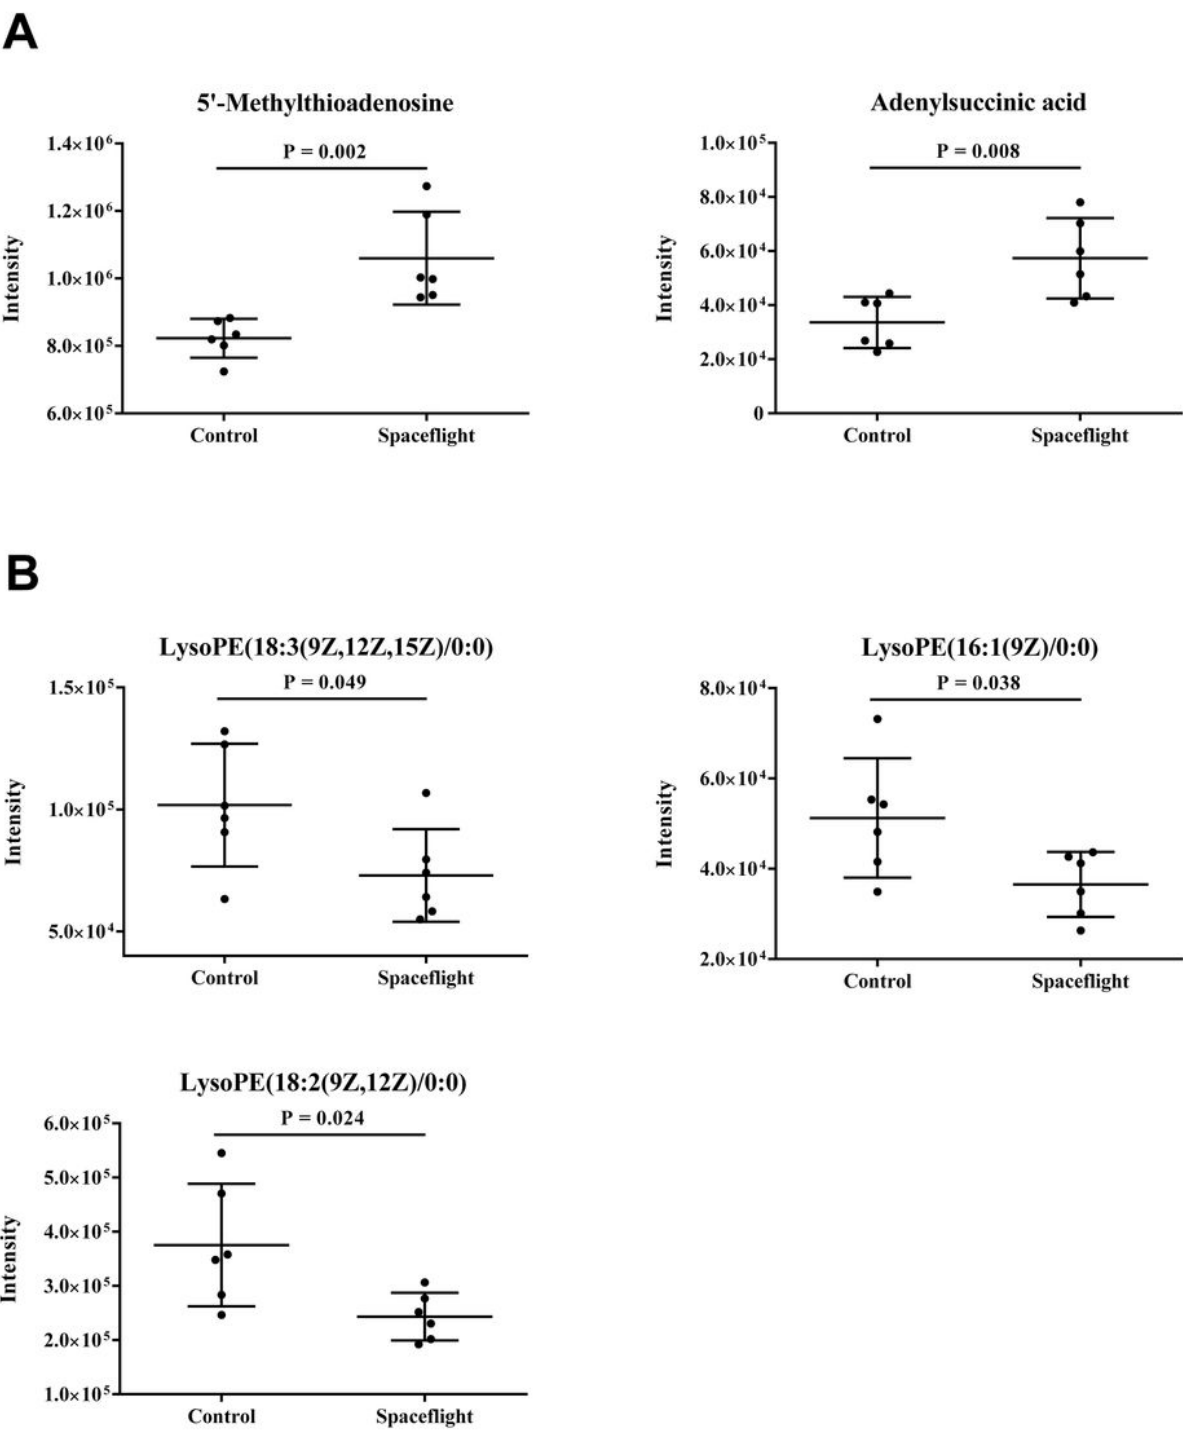 A
5'-Methylthioadenosine
1.4×10⁶
1.2×10⁶
1.0×10⁶
8.0×10⁵
6.0×10⁵
Intensity
P = 0.002
Control
Spaceflight
Adenylsuccinic acid
1.0×10⁵
8.0×10⁴
6.0×10⁴
4.0×10⁴
2.0×10⁴
0
Intensity
P = 0.008
Control
Spaceflight
B
LysoPE(18:3(9Z,12Z,15Z)/0:0)
1.5×10⁵
1.0×10⁵
5.0×10⁴
Intensity
P = 0.049
Control
Spaceflight
LysoPE(16:1(9Z)/0:0)
8.0×10⁴
6.0×10⁴
4.0×10⁴
2.0×10⁴
Intensity
P = 0.038
Control
Spaceflight
LysoPE(18:2(9Z,12Z)/0:0)
6.0×10⁵
5.0×10⁵
4.0×10⁵
3.0×10⁵
2.0×10⁵
1.0×10⁵
Intensity
P = 0.024
Control
Spaceflight